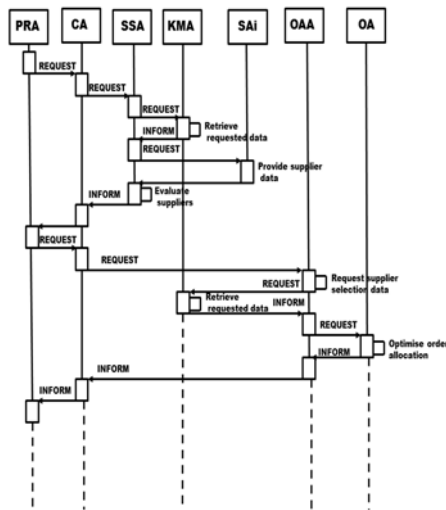 PRA CA SSA KMA SAi OAA OA
REQUEST
REQUEST
REQUEST
INFORM
Retrieve
requested data
REQUEST
Provide supplier
data
INFORM
Evaluate
suppliers
REQUEST
REQUEST
Request supplier
selection data
REQUEST
Retrieve
requested data
INFORM
REQUEST
Optimise order
allocation
INFORM
INFORM
INFORM